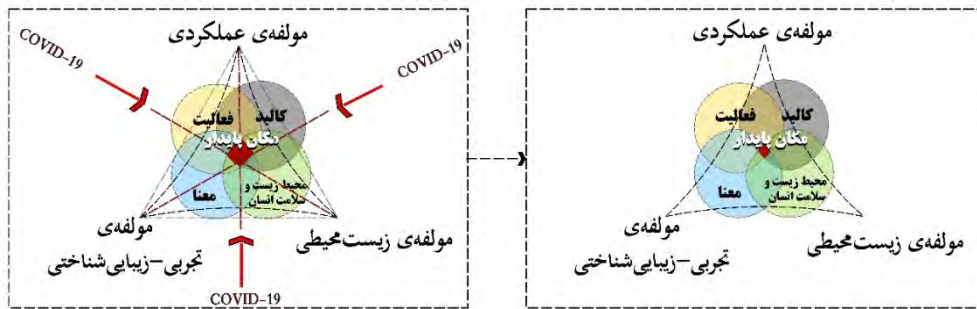 مولفه‌ی عملکردی
COVID-19
COVID-19
فعالیت
کالبد
مکان پایدار
معنا
محیط زیست و
سلامت انسان
مولفه‌ی
تجربی-زیبایی‌شناختی
مولفه‌ی زیست‌محیطی
COVID-19
مولفه‌ی عملکردی
فعالیت
کالبد
مکان پایدار
معنا
محیط زیست و
سلامت انسان
مولفه‌ی
تجربی-زیبایی‌شناختی
مولفه‌ی زیست‌محیطی